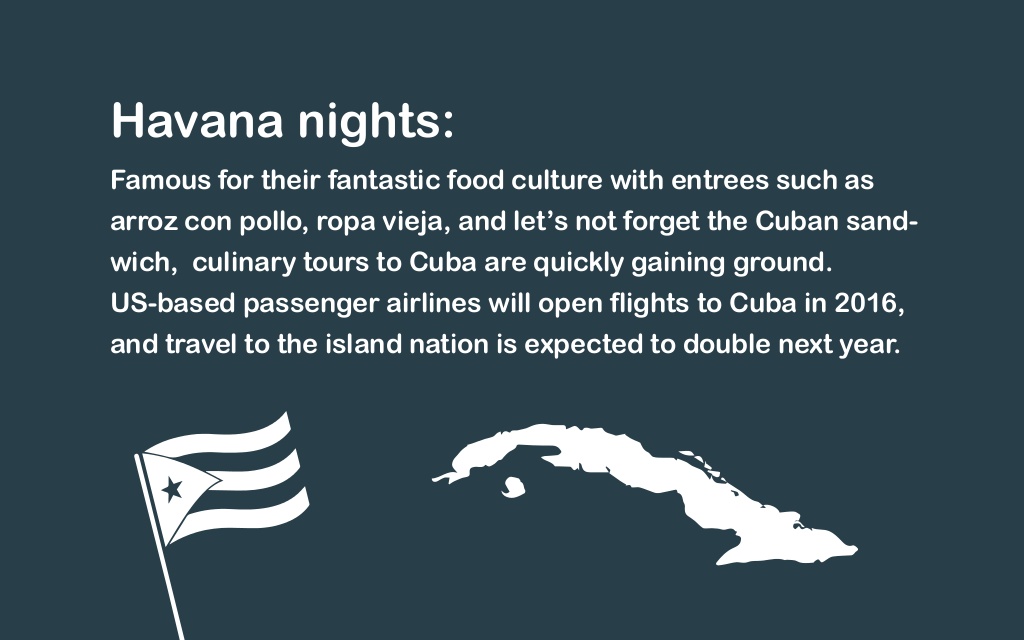 Havana nights:
Famous for their fantastic food culture with entrees such as
arroz con pollo, ropa vieja, and let’s not forget the Cuban sand-
wich,  culinary tours to Cuba are quickly gaining ground.
US-based passenger airlines will open flights to Cuba in 2016,
and travel to the island nation is expected to double next year.